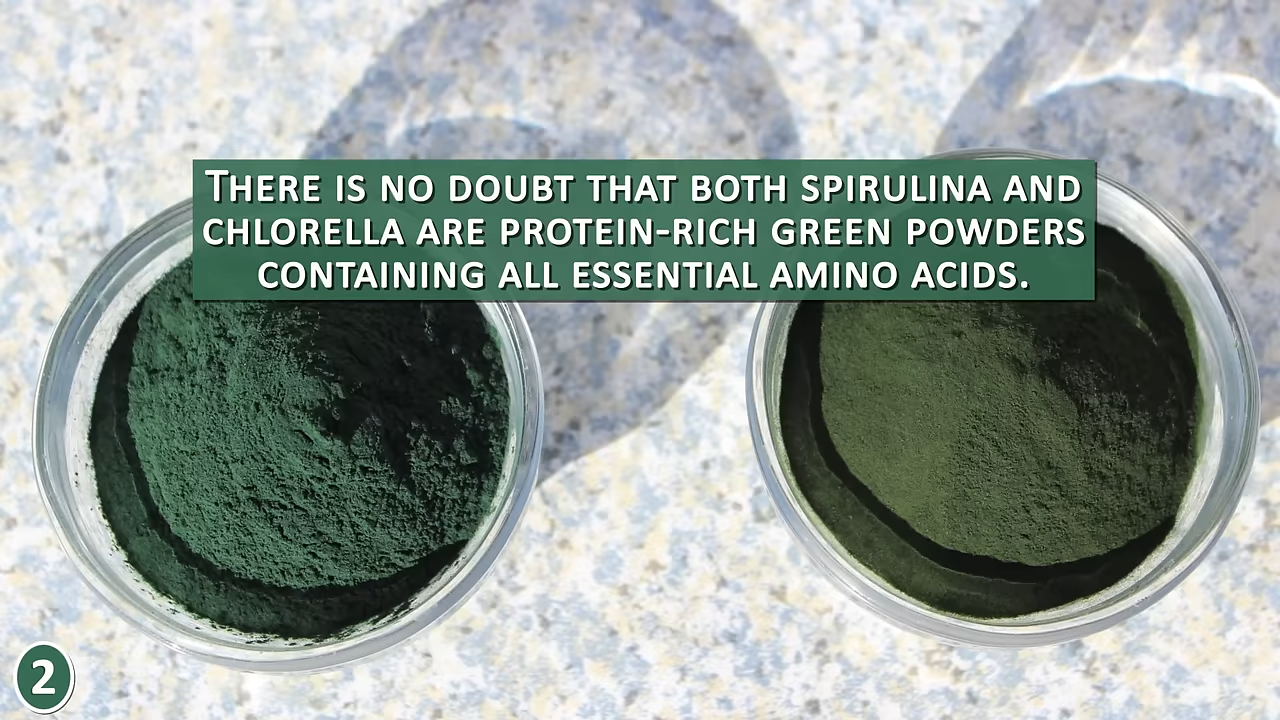 There is no doubt that both spirulina and
chlorella are protein-rich green powders
containing all essential amino acids.
2